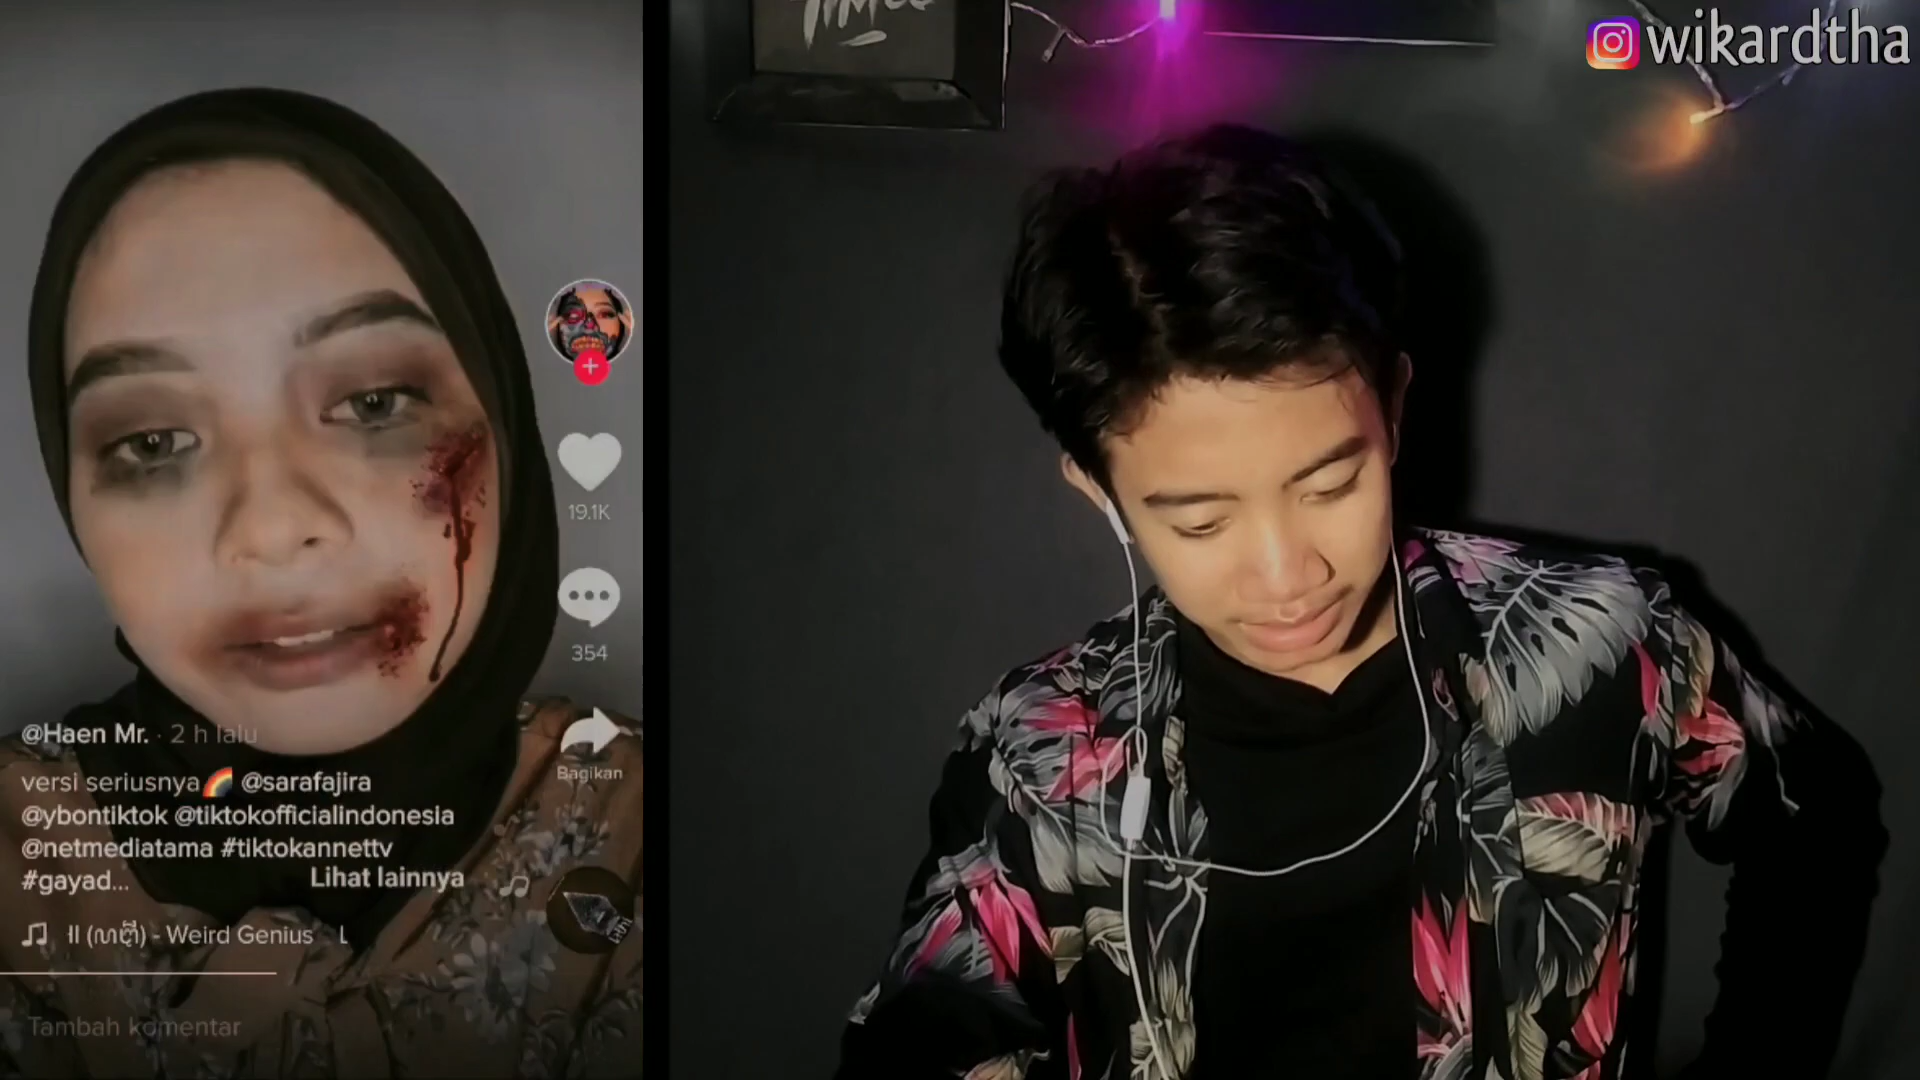 wikardtha
19.1K
354
Bagikan
@Haen Mr. · 2 h lalu
versi seriusnya🌈 @sarafajira
@ybontiktok @tiktokofficialindonesia
@netmediatama #tiktokannettv
#gayad... Lihat lainnya
- Weird Genius L
Tambah komentar